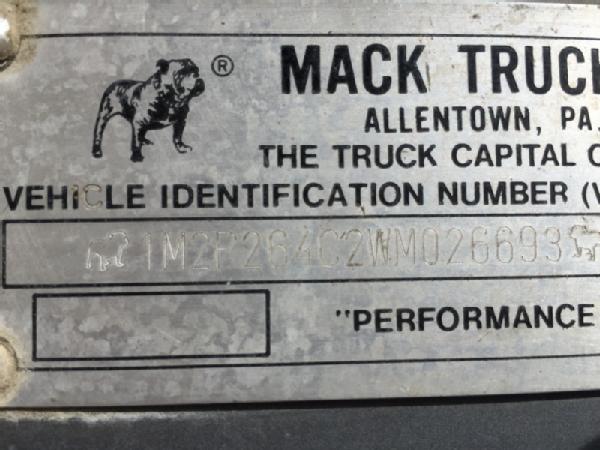 ®
MACK TRUCK
ALLENTOWN, PA.
THE TRUCK CAPITAL O
VEHICLE IDENTIFICATION NUMBER (V
1M2P264C2WM026693
"PERFORMANCE